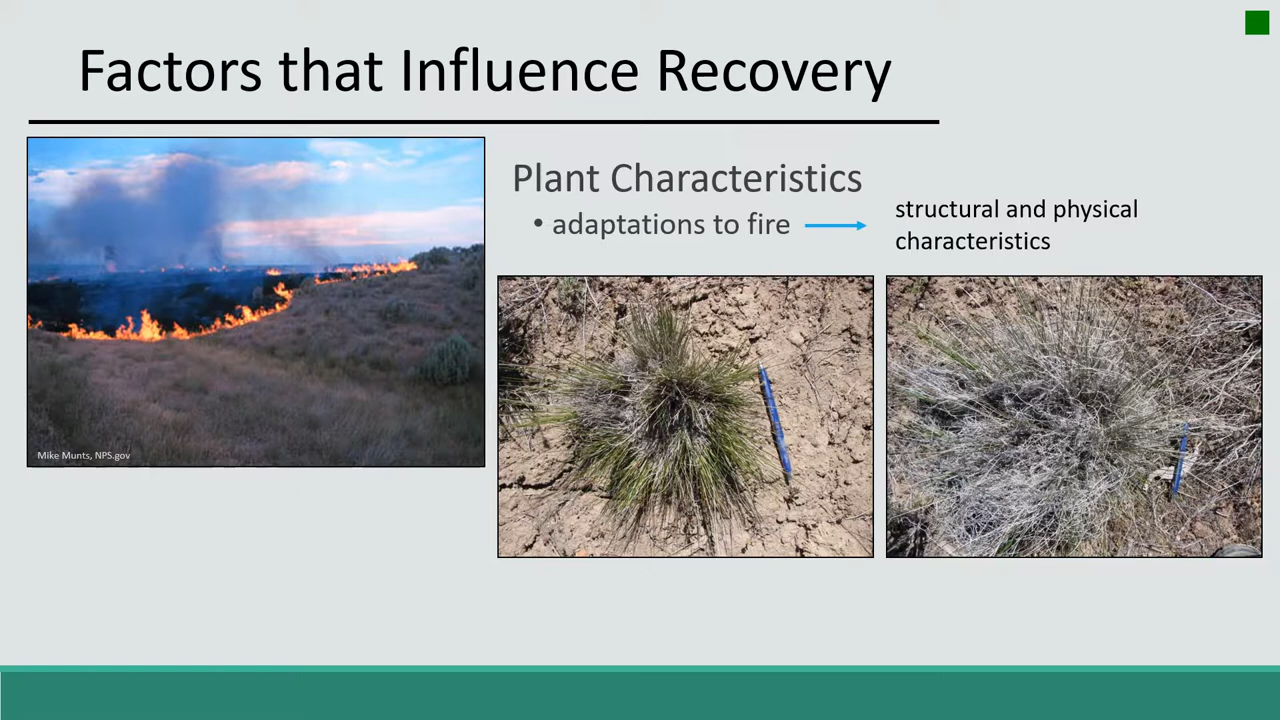 Factors that Influence Recovery
Plant Characteristics
• adaptations to fire
structural and physical
characteristics
Mike Munts, NPS.gov